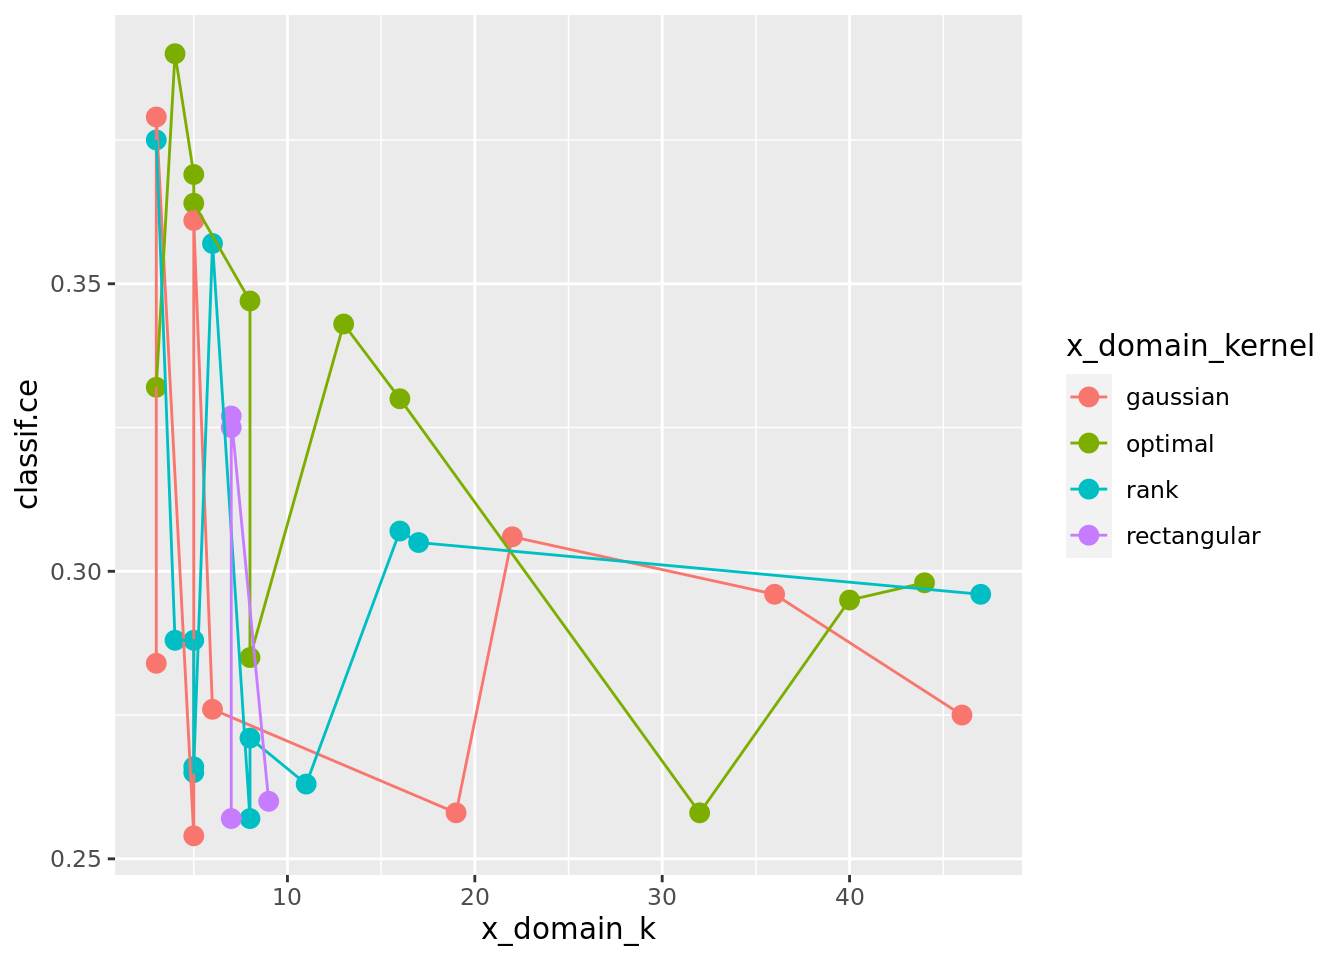 0.35
0.30
0.25
classif.ce
10
20
30
40
x_domain_k
x_domain_kernel
gaussian
optimal
rank
rectangular